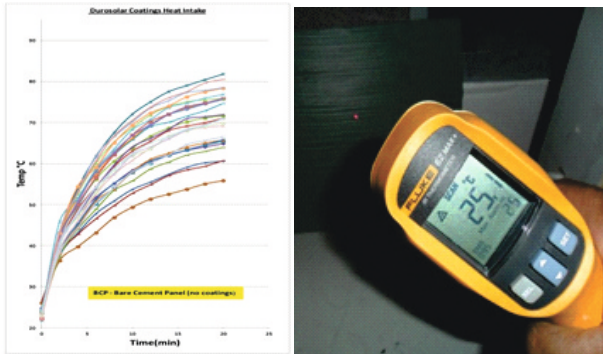 Durosolar Coatings Heat Intake
Temp °C
90
80
70
60
50
40
30
20
BCP - Bare Cement Panel (no coatings)
0
5
10
15
20
25
Time(min)
FLUKE 62 MAX+
SCAN °C
25.1
SET